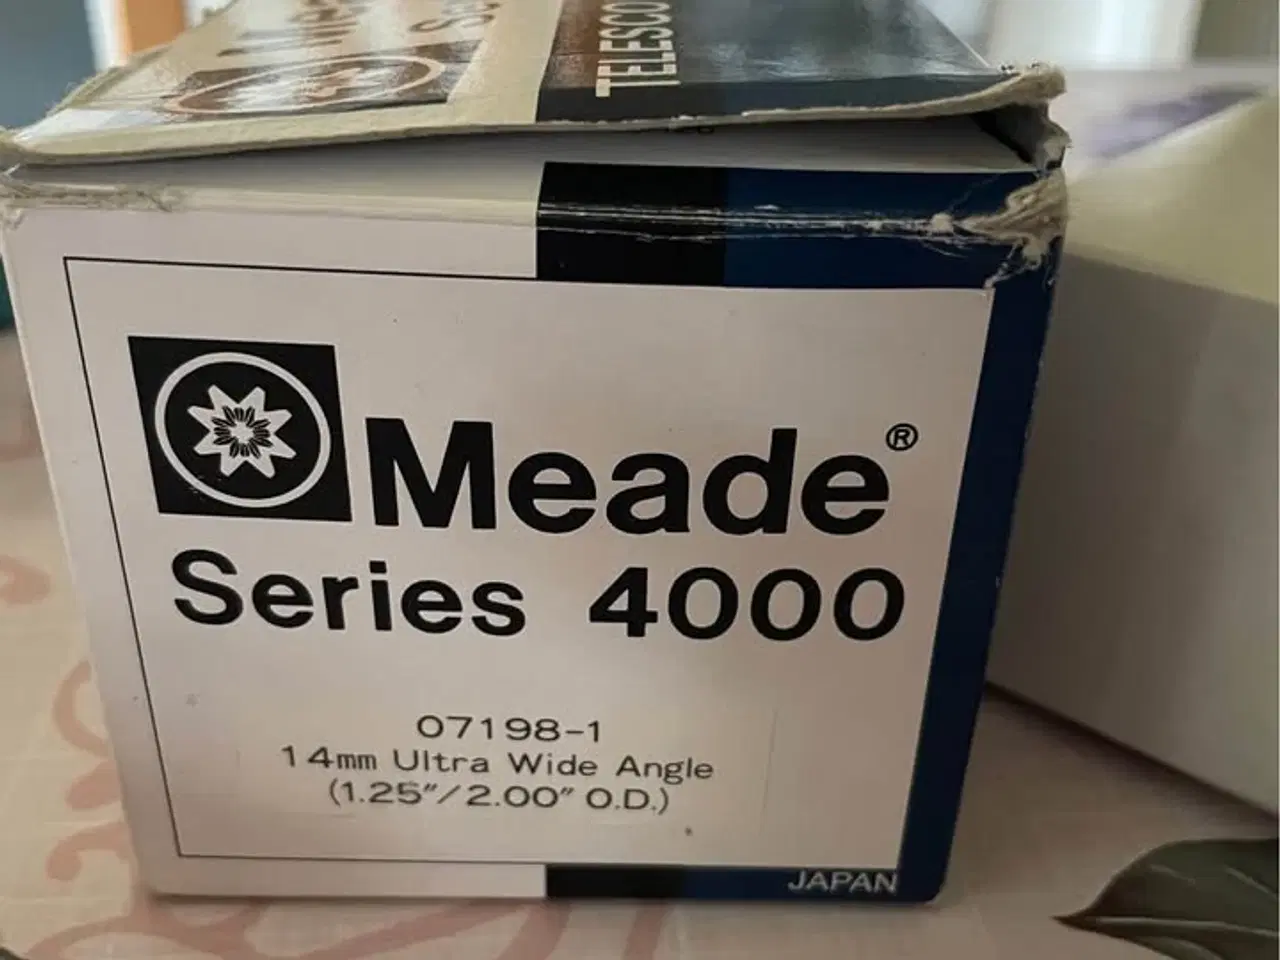 TELESCO
Meade®
Series 4000
07198-1
14mm Ultra Wide Angle
(1.25"/2.00" O.D.)
JAPAN